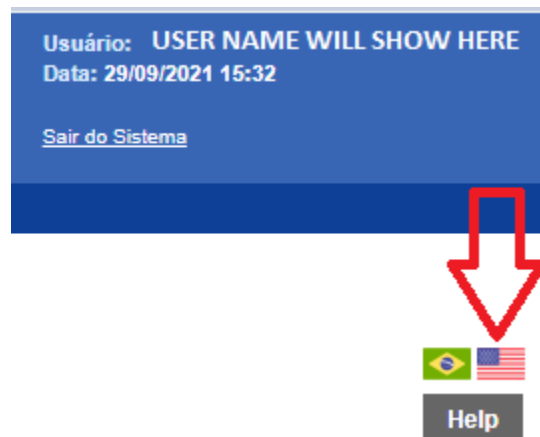 Usuário: USER NAME WILL SHOW HERE
Data: 29/09/2021 15:32
Sair do Sistema
Help